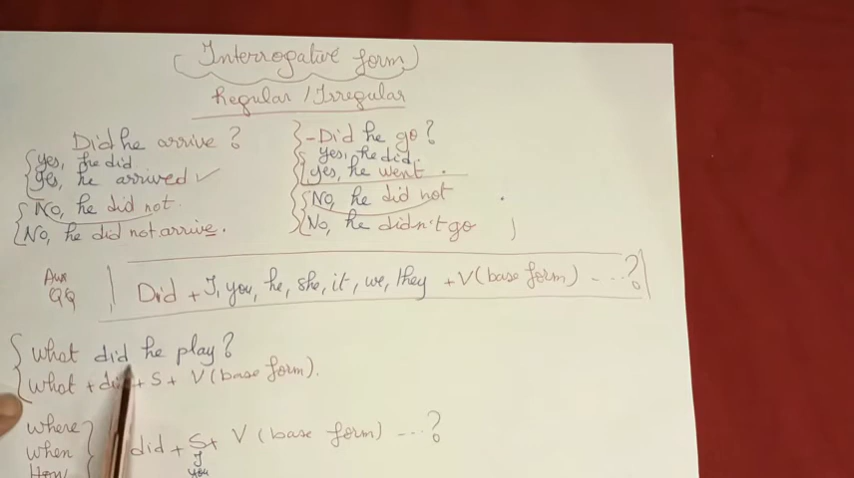 (Interrogative form)
Regular / Irregular
Did he arrive ?
yes, he did
yes, he arrived ✓
No, he did not.
No, he did not arrive.
- Did he go ?
yes, he did.
yes, he went .
No, he did not
No, he didn't go
Aux
QQ
Did + I, you, he, she, it, we, they + V (base form) ....?
what did he play ?
what + did + S + V (base form).
where
when
How
did + S + V (base form) ....?
I
you